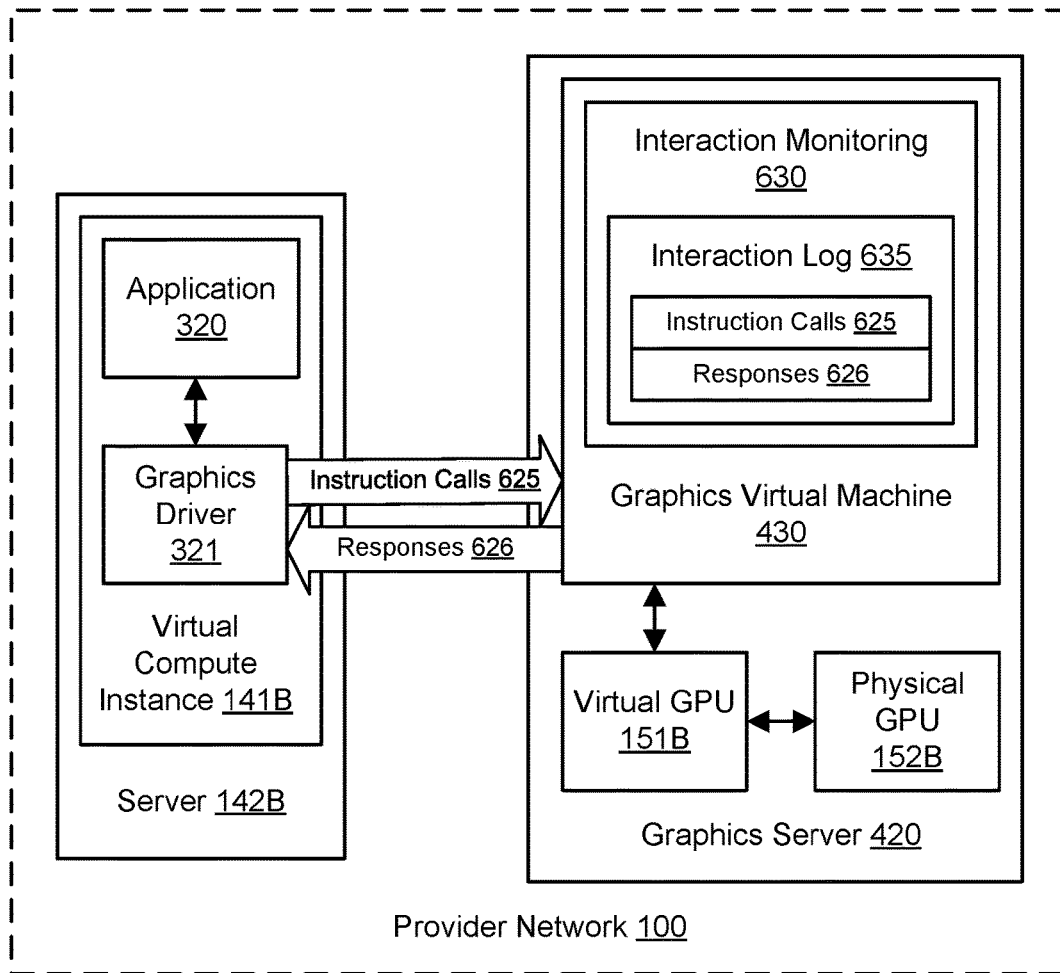 Interaction Monitoring
630
Interaction Log 635
Instruction Calls 625
Responses 626
Application
320
Graphics
Driver
321
Instruction Calls 625
Responses 626
Graphics Virtual Machine
430
Virtual
Compute
Instance 141B
Server 142B
Virtual GPU
151B
Physical
GPU
152B
Graphics Server 420
Provider Network 100